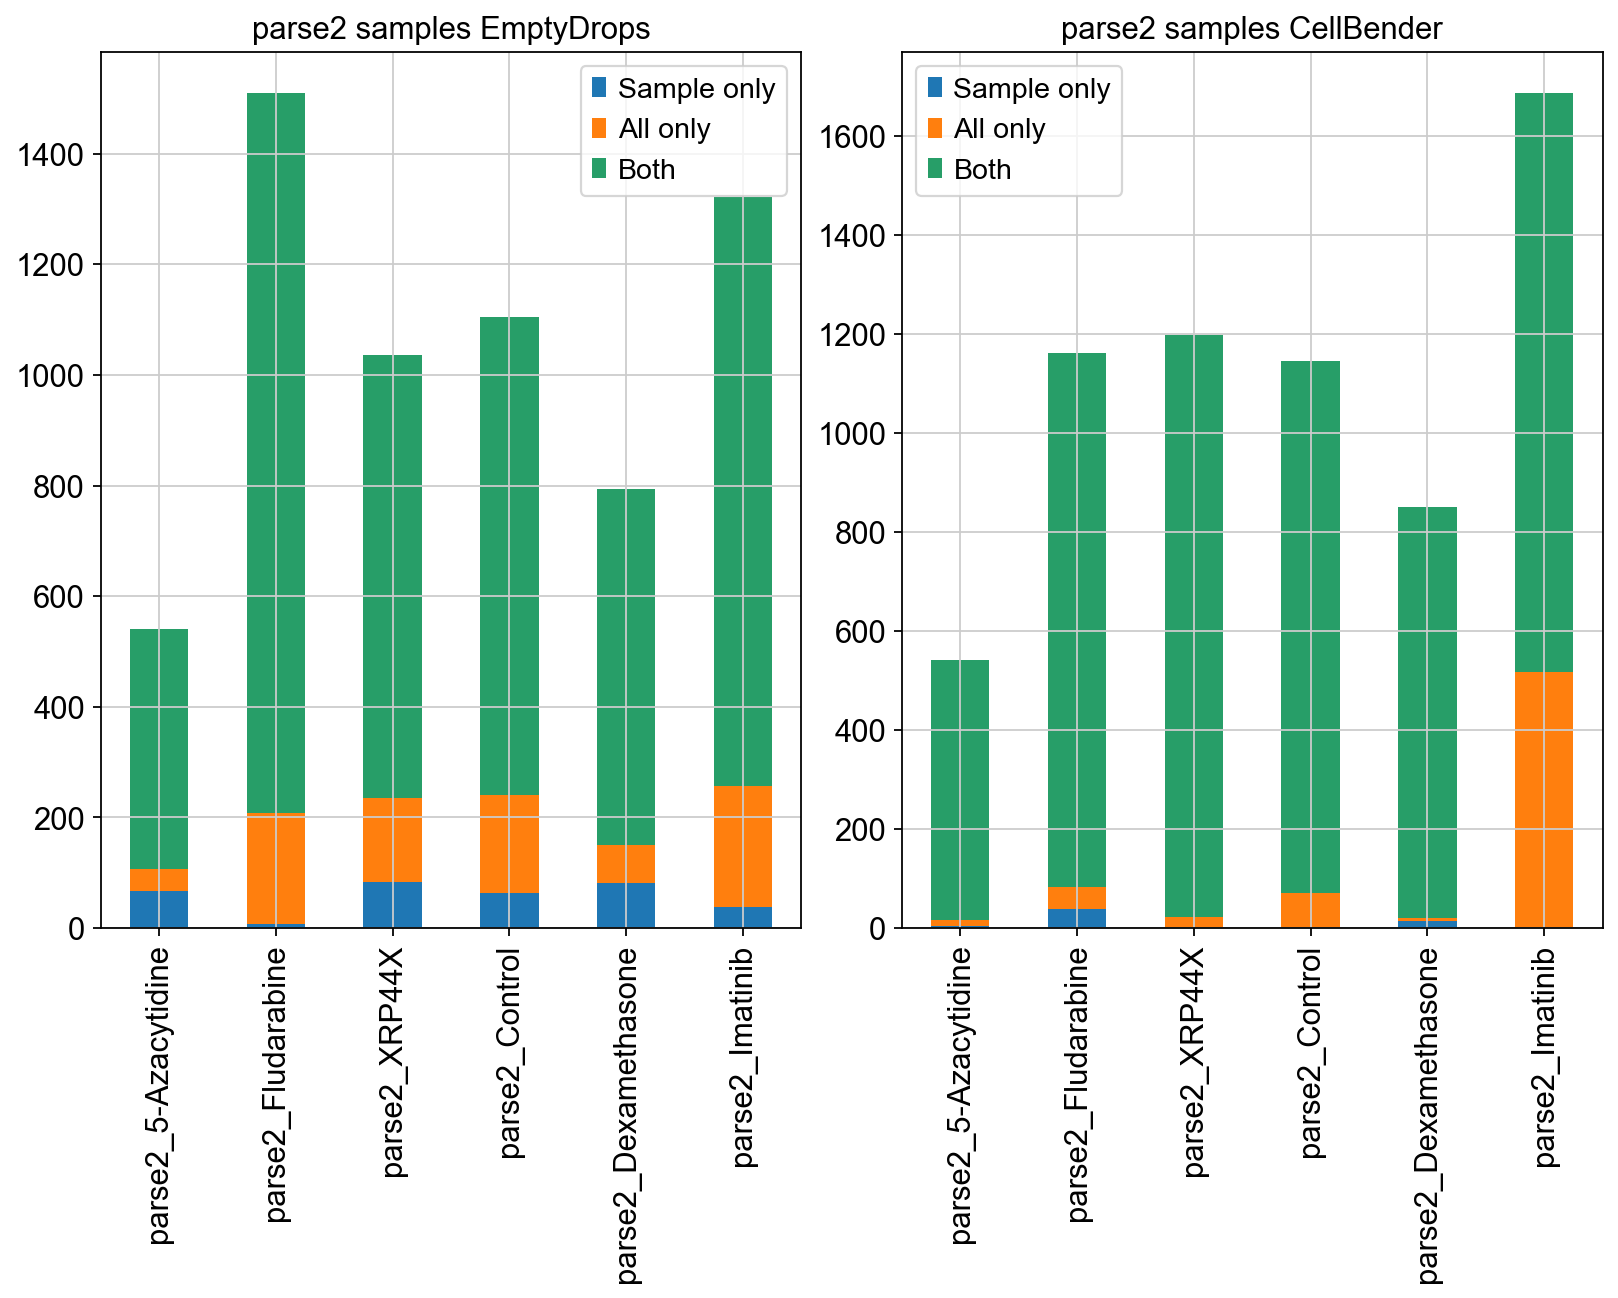 parse2 samples EmptyDrops
Sample only
All only
Both
1400
1200
1000
800
600
400
200
0
parse2_5-Azacytidine
parse2_Fludarabine
parse2_XRP44X
parse2_Control
parse2_Dexamethasone
parse2_Imatinib
parse2 samples CellBender
Sample only
All only
Both
1600
1400
1200
1000
800
600
400
200
0
parse2_5-Azacytidine
parse2_Fludarabine
parse2_XRP44X
parse2_Control
parse2_Dexamethasone
parse2_Imatinib